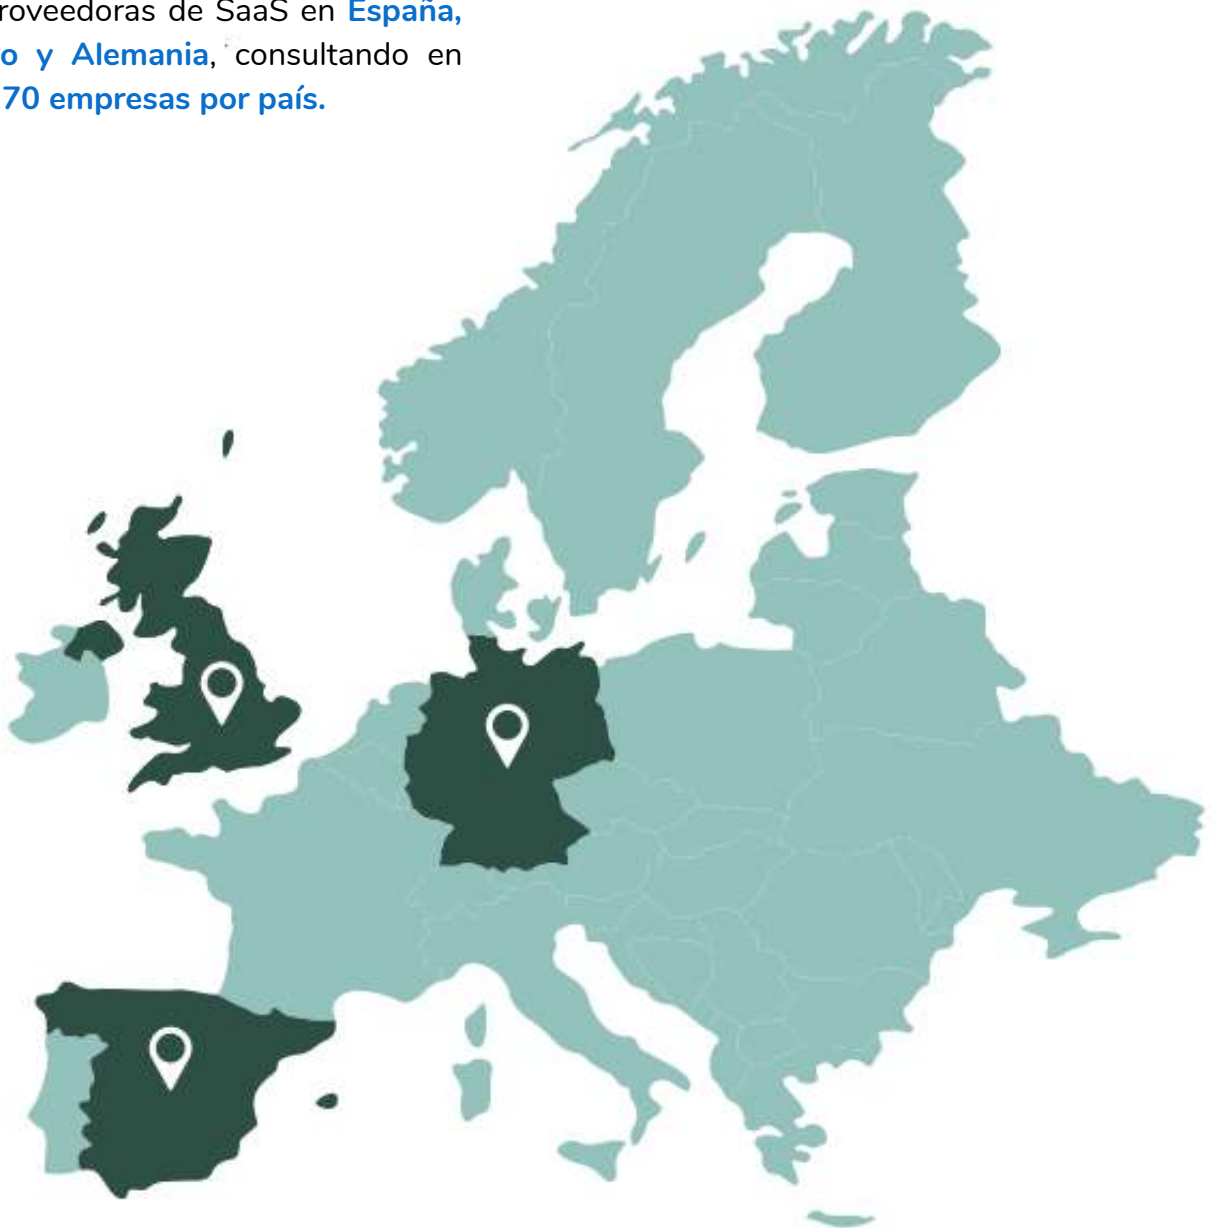 roveedoras de SaaS en España,
o y Alemania, consultando en
70 empresas por país.